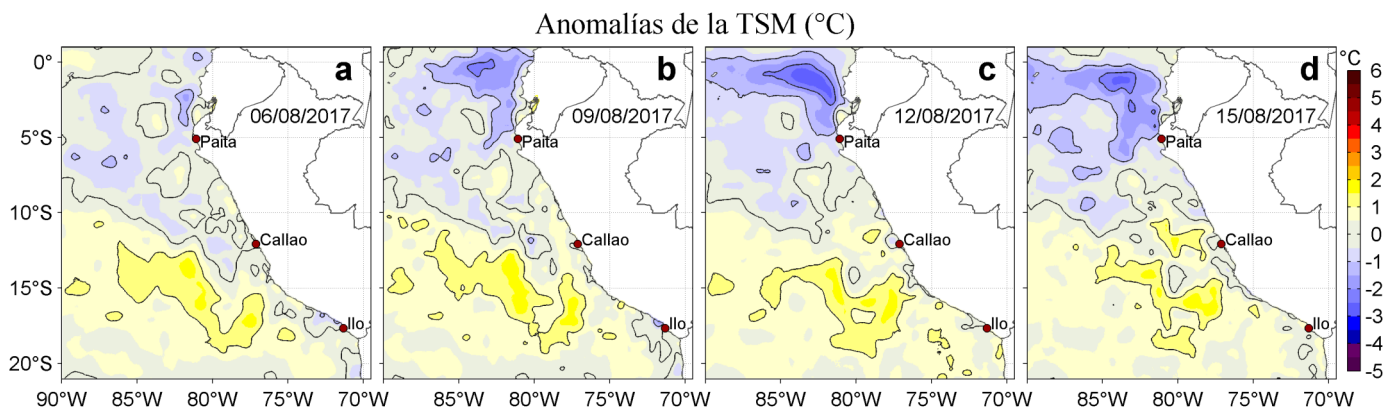 Anomalías de la TSM (°C)
a b c d °C
06/08/2017 09/08/2017 12/08/2017 15/08/2017
0°
5°S
10°S
15°S
20°S
Paita Paita Paita Paita
Callao Callao Callao Callao
Ilo Ilo Ilo Ilo
90°W 85°W 80°W 75°W 70°W 85°W 80°W 75°W 70°W 85°W 80°W 75°W 70°W 85°W 80°W 75°W 70°W
6
5
4
3
2
1
0
-1
-2
-3
-4
-5